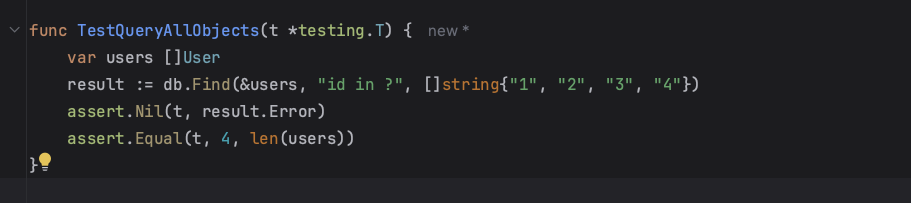 func TestQueryAllObjects(t *testing.T) { new *
    var users []User
    result := db.Find(&users, "id in ?", []string{"1", "2", "3", "4"})
    assert.Nil(t, result.Error)
    assert.Equal(t, 4, len(users))
}